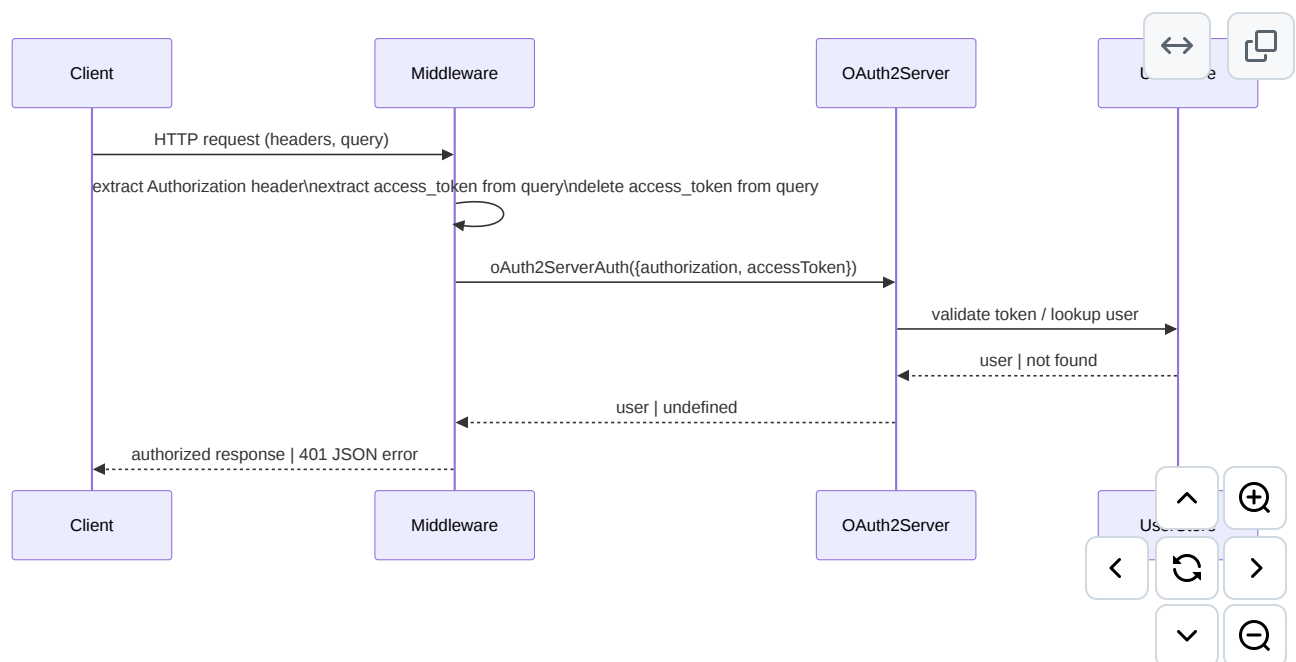 Client
Middleware
OAuth2Server
HTTP request (headers, query)
extract Authorization header\nextract access_token from query\ndelete access_token from query
oAuth2ServerAuth({authorization, accessToken})
validate token / lookup user
user | not found
user | undefined
authorized response | 401 JSON error
Client
Middleware
OAuth2Server
UserStore